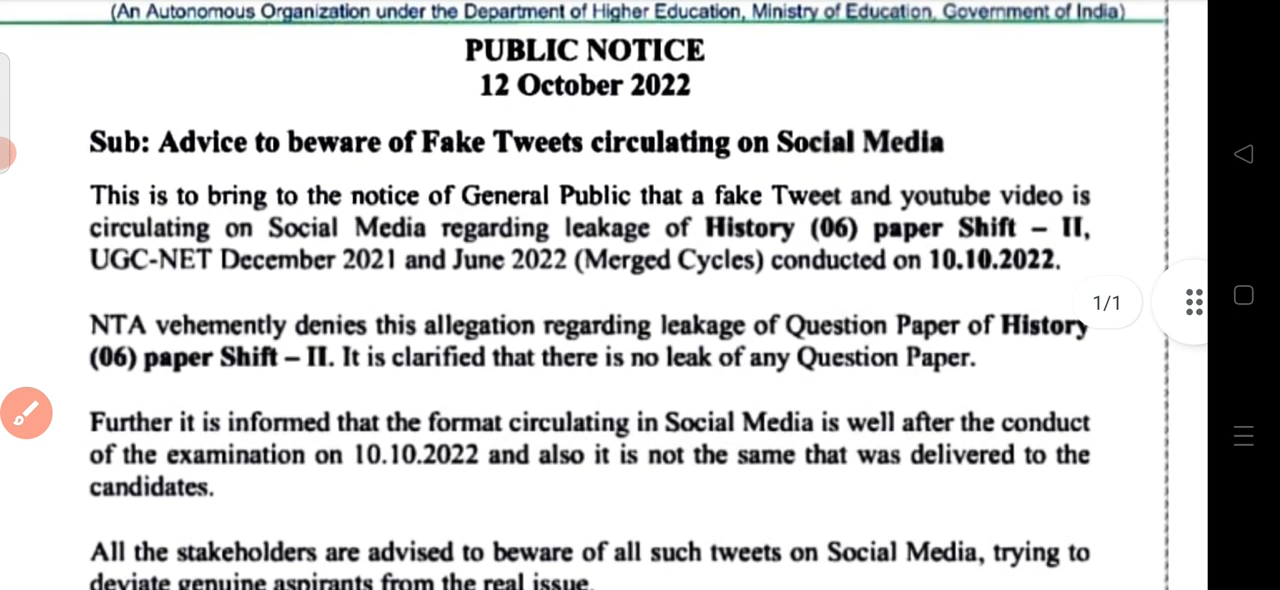 (An Autonomous Organization under the Department of Higher Education, Ministry of Education, Government of India)
PUBLIC NOTICE
12 October 2022
Sub: Advice to beware of Fake Tweets circulating on Social Media
This is to bring to the notice of General Public that a fake Tweet and youtube video is
circulating on Social Media regarding leakage of History (06) paper Shift – II,
UGC-NET December 2021 and June 2022 (Merged Cycles) conducted on 10.10.2022.
1/1
NTA vehemently denies this allegation regarding leakage of Question Paper of History
(06) paper Shift – II. It is clarified that there is no leak of any Question Paper.
Further it is informed that the format circulating in Social Media is well after the conduct
of the examination on 10.10.2022 and also it is not the same that was delivered to the
candidates.
All the stakeholders are advised to beware of all such tweets on Social Media, trying to
deviate genuine aspirants from the real issue.